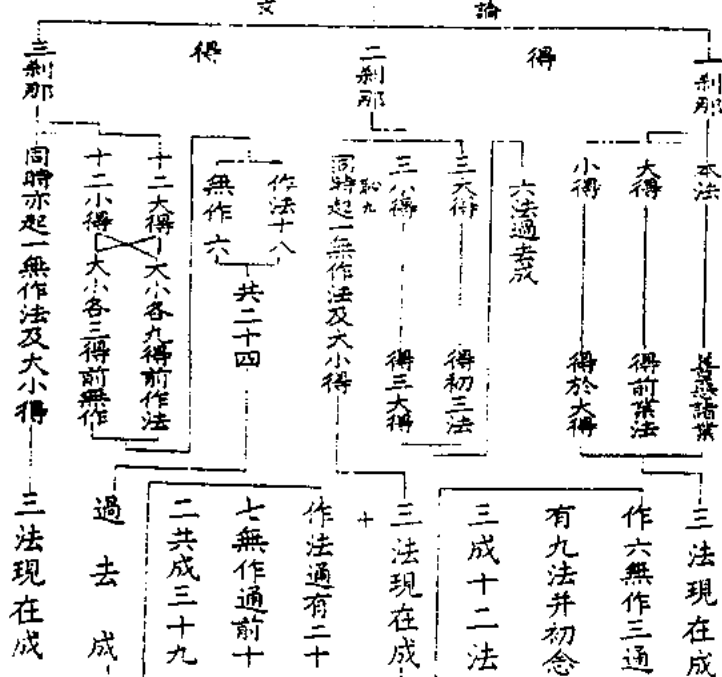 論
文
得
得
一剎那
本法
善惡諸業
大得
得前業法
小得
得於大得
三法現在成
六法過去成
二剎那
三大得
得初三法
三小得
得三大得
同時起一無作法及大小得
三法現在成
作六無作三通
有九法并初念
三成十二法
三剎那
作法十八
無作六
共二十四
十二大得
大小各九得前作法
十二小得
大小各三得前無作
同時亦起一無作法及大小得
作法通有二十
七無作通前十
二共成三十九
過去成
三法現在成